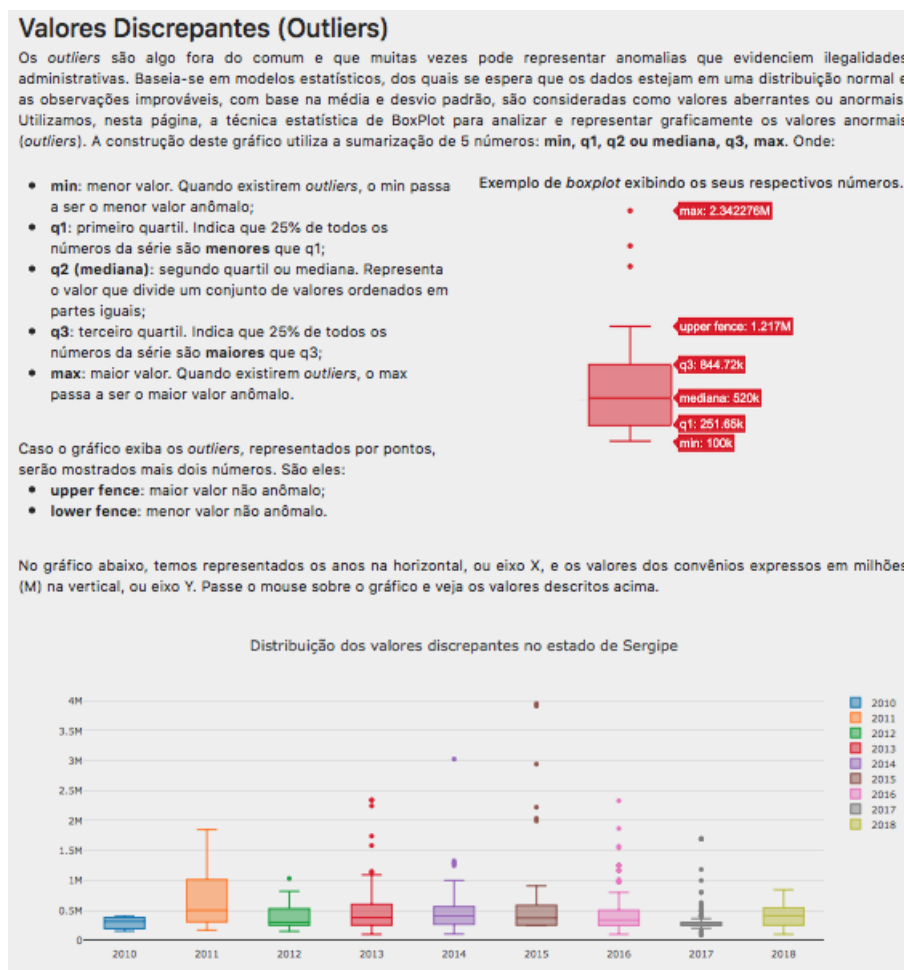 Valores Discrepantes (Outliers)
Os outliers são algo fora do comum e que muitas vezes pode representar anomalias que evidenciem ilegalidades
administrativas. Baseia-se em modelos estatísticos, dos quais se espera que os dados estejam em uma distribuição normal e
as observações improváveis, com base na média e desvio padrão, são consideradas como valores aberrantes ou anormais.
Utilizamos, nesta página, a técnica estatística de BoxPlot para analizar e representar graficamente os valores anormais
(outliers). A construção deste gráfico utiliza a sumarização de 5 números: min, q1, q2 ou mediana, q3, max. Onde:
• min: menor valor. Quando existirem outliers, o min passa
a ser o menor valor anômalo;
• q1: primeiro quartil. Indica que 25% de todos os
números da série são menores que q1;
• q2 (mediana): segundo quartil ou mediana. Representa
o valor que divide um conjunto de valores ordenados em
partes iguais;
• q3: terceiro quartil. Indica que 25% de todos os
números da série são maiores que q3;
• max: maior valor. Quando existirem outliers, o max
passa a ser o maior valor anômalo.
Caso o gráfico exiba os outliers, representados por pontos,
serão mostrados mais dois números. São eles:
• upper fence: maior valor não anômalo;
• lower fence: menor valor não anômalo.
Exemplo de boxplot exibindo os seus respectivos números.
max: 2.342276M
upper fence: 1.217M
q3: 844.72k
mediana: 520k
q1: 251.65k
min: 100k
No gráfico abaixo, temos representados os anos na horizontal, ou eixo X, e os valores dos convênios expressos em milhões
(M) na vertical, ou eixo Y. Passe o mouse sobre o gráfico e veja os valores descritos acima.
Distribuição dos valores discrepantes no estado de Sergipe
4M
3.5M
3M
2.5M
2M
1.5M
1M
0.5M
0
2010
2011
2012
2013
2014
2015
2016
2017
2018
2010
2011
2012
2013
2014
2015
2016
2017
2018